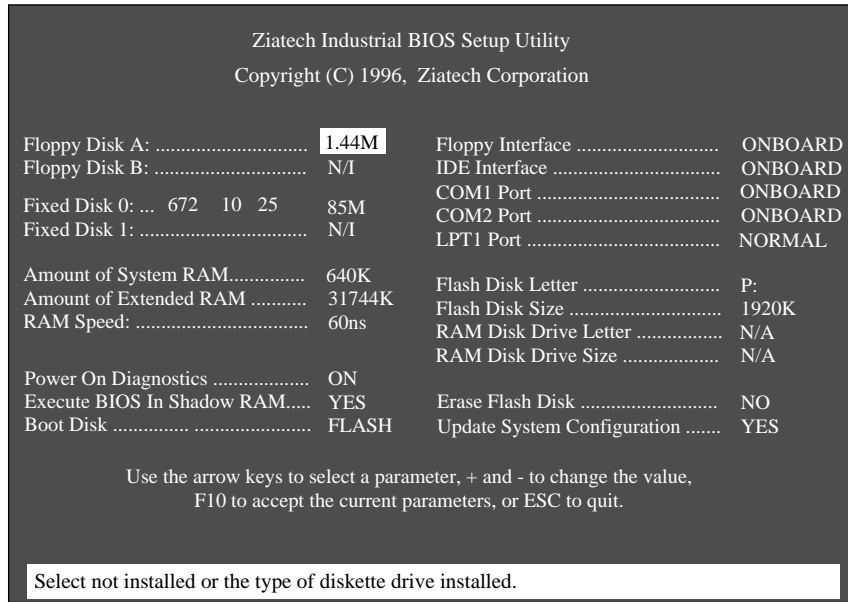 Ziatech Industrial BIOS Setup Utility
Copyright (C) 1996, Ziatech Corporation
Floppy Disk A: .............................. 1.44M
Floppy Disk B: .............................. N/I
Fixed Disk 0: ... 672 10 25 85M
Fixed Disk 1: ................................. N/I
Amount of System RAM............... 640K
Amount of Extended RAM ........... 31744K
RAM Speed: .................................. 60ns
Power On Diagnostics ................... ON
Execute BIOS In Shadow RAM..... YES
Boot Disk ............... ....................... FLASH
Floppy Interface ............................ ONBOARD
IDE Interface ................................. ONBOARD
COM1 Port ..................................... ONBOARD
COM2 Port .................................... ONBOARD
LPT1 Port ...................................... NORMAL
Flash Disk Letter ........................... P:
Flash Disk Size .............................. 1920K
RAM Disk Drive Letter ................. N/A
RAM Disk Drive Size ................... N/A
Erase Flash Disk ........................... NO
Update System Configuration ....... YES
Use the arrow keys to select a parameter, + and - to change the value,
F10 to accept the current parameters, or ESC to quit.
Select not installed or the type of diskette drive installed.